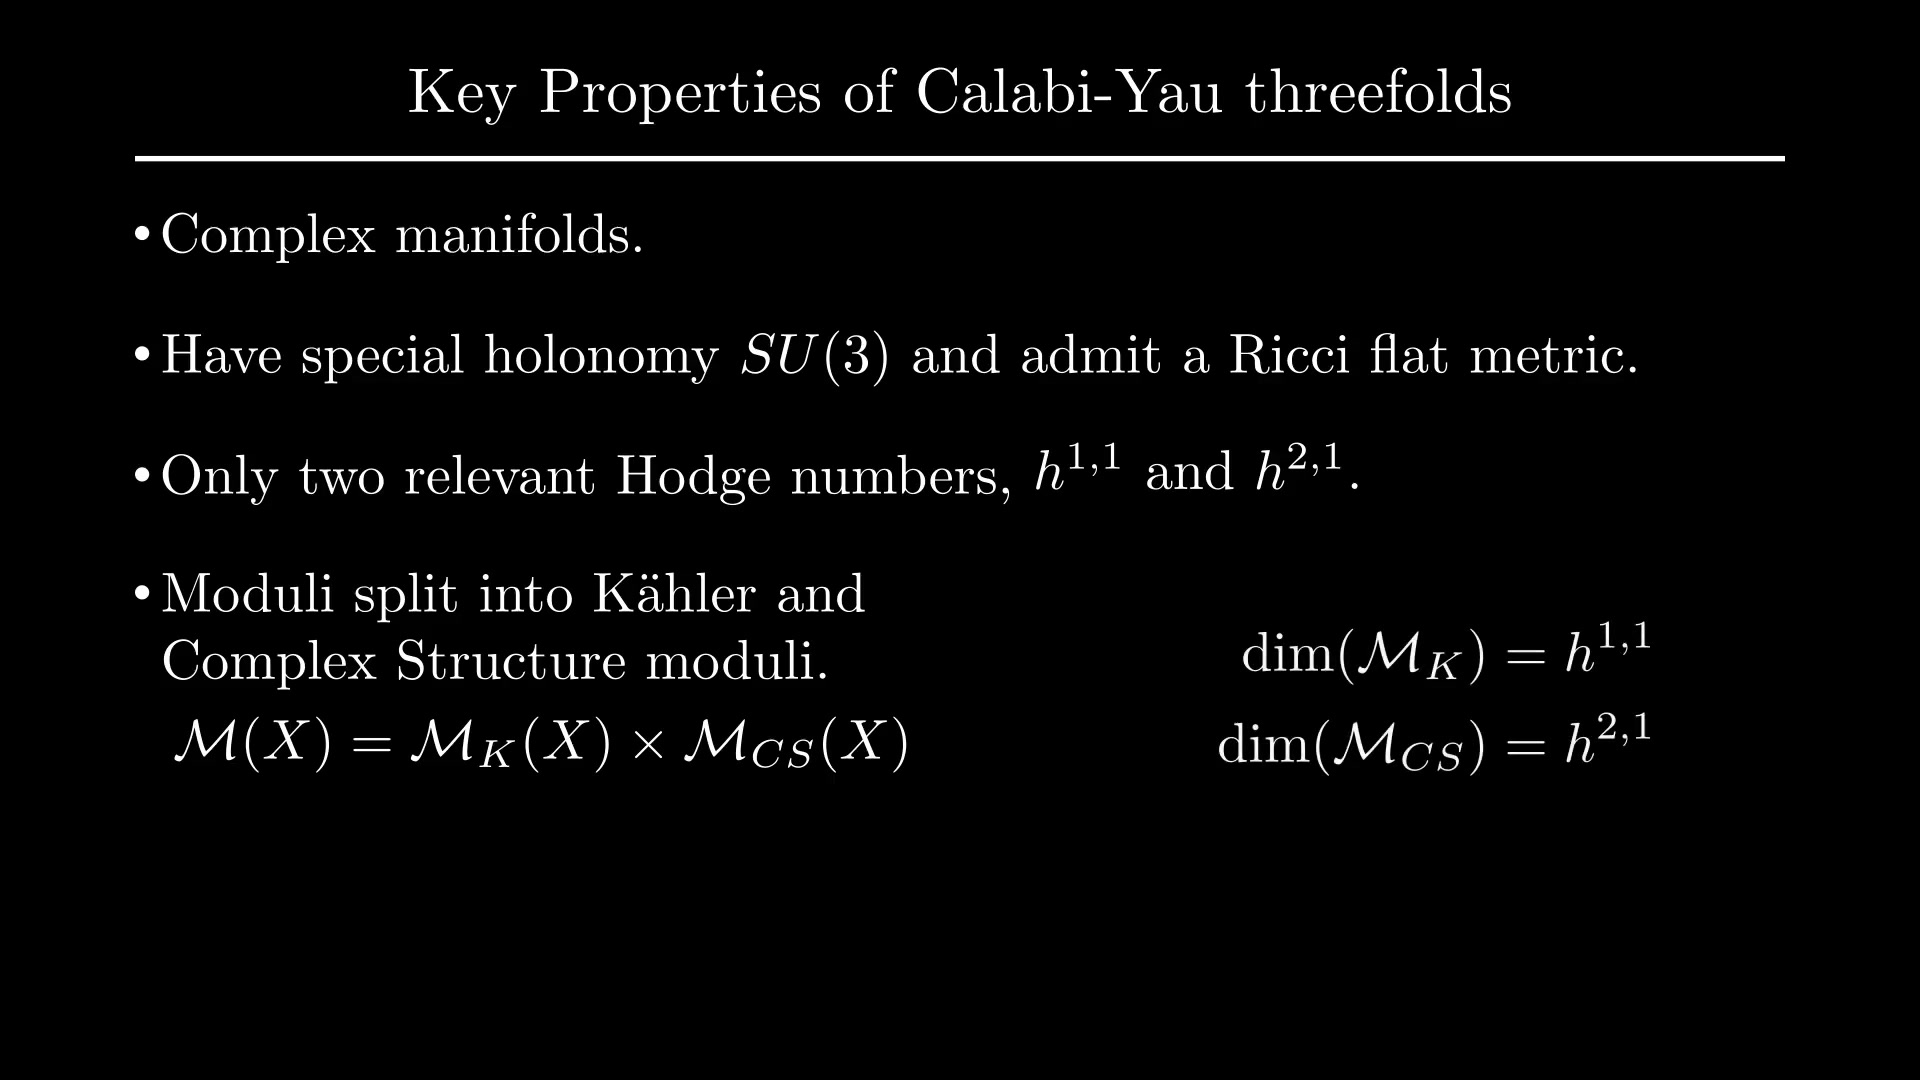 Key Properties of Calabi-Yau threefolds
• Complex manifolds.
• Have special holonomy $SU(3)$ and admit a Ricci flat metric.
• Only two relevant Hodge numbers, $h^{1,1}$ and $h^{2,1}$.
• Moduli split into Kähler and
Complex Structure moduli.
$\mathcal{M}(X) = \mathcal{M}_K(X) \times \mathcal{M}_{CS}(X)$
$\dim(\mathcal{M}_K) = h^{1,1}$
$\dim(\mathcal{M}_{CS}) = h^{2,1}$